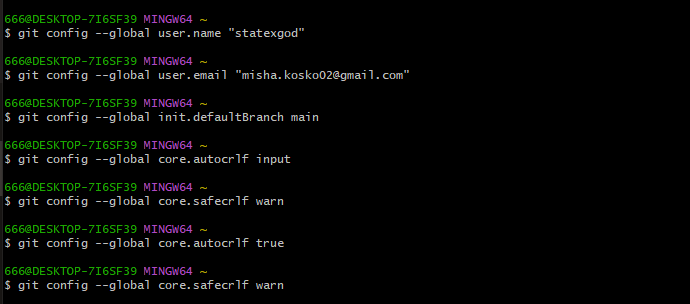 666@DESKTOP-7I6SF39 MINGW64 ~
$ git config --global user.name "statexgod"
666@DESKTOP-7I6SF39 MINGW64 ~
$ git config --global user.email "misha.kosko02@gmail.com"
666@DESKTOP-7I6SF39 MINGW64 ~
$ git config --global init.defaultBranch main
666@DESKTOP-7I6SF39 MINGW64 ~
$ git config --global core.autocrlf input
666@DESKTOP-7I6SF39 MINGW64 ~
$ git config --global core.safecrlf warn
666@DESKTOP-7I6SF39 MINGW64 ~
$ git config --global core.autocrlf true
666@DESKTOP-7I6SF39 MINGW64 ~
$ git config --global core.safecrlf warn